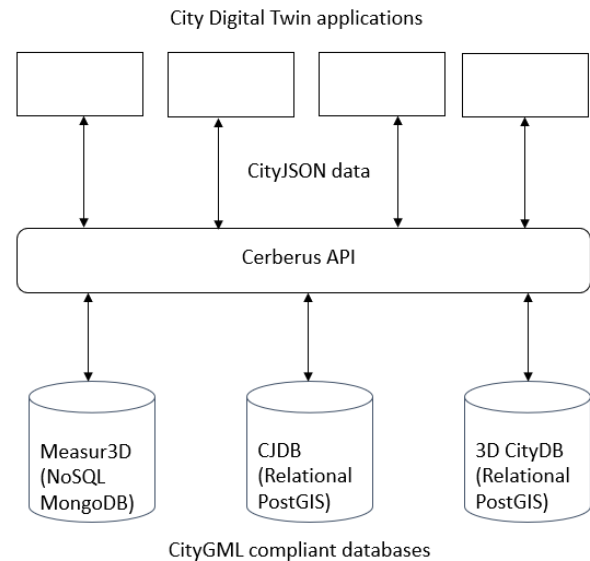 City Digital Twin applications
CityJSON data
Cerberus API
Measur3D
(NoSQL
MongoDB)
CJDB
(Relational
PostGIS)
3D CityDB
(Relational
PostGIS)
CityGML compliant databases